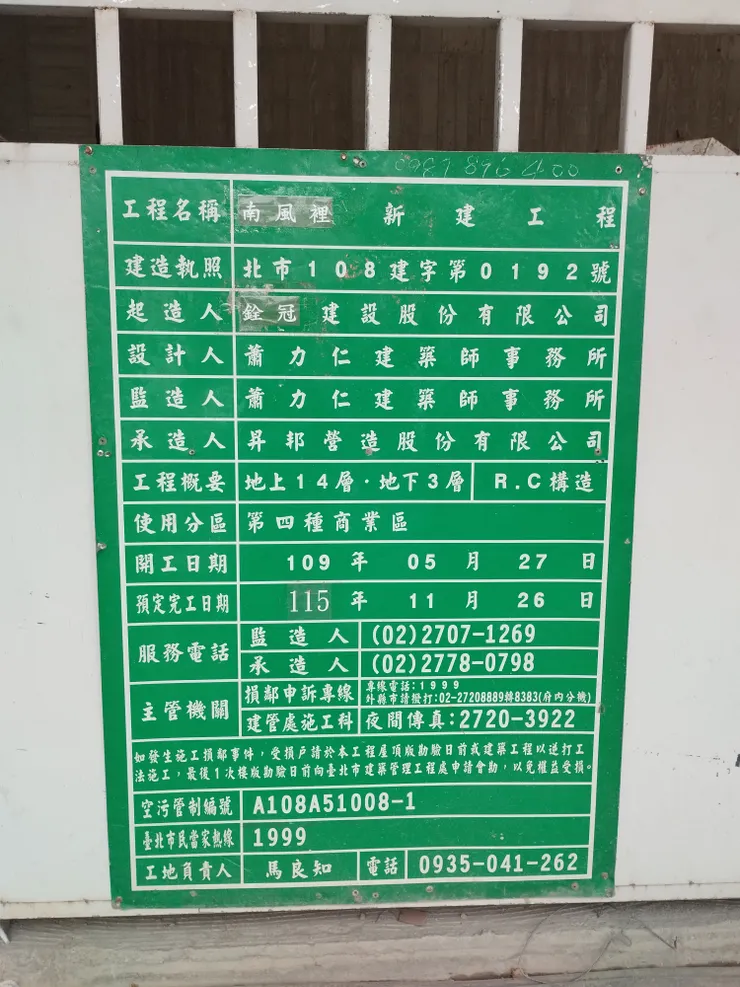 0987 896 400
工程名稱 南風裡 新建工程
建造執照 北市108建字第0192號
起造人 銓冠建設股份有限公司
設計人 蕭力仁建築師事務所
監造人 蕭力仁建築師事務所
承造人 昇邦營造股份有限公司
工程概要 地上14層·地下3層 R.C構造
使用分區 第四種商業區
開工日期 109年05月27日
預定完工日期 115年11月26日
服務電話 監造人 (02)2707-1269
承造人 (02)2778-0798
主管機關 損鄰申訴專線 專線電話:1999
外縣市請撥打:02-27208889轉8383(府內分機)
建管處施工科 夜間傳真:2720-3922
如發生施工損鄰事件，受損戶請於本工程屋頂版勘驗日前或建築工程以逆打工
法施工，最後1次樓版勘驗日前向臺北市建築管理工程處申請會勘，以免權益受損。
空污管制編號 A108A51008-1
臺北市民當家熱線 1999
工地負責人 馬良知 電話 0935-041-262